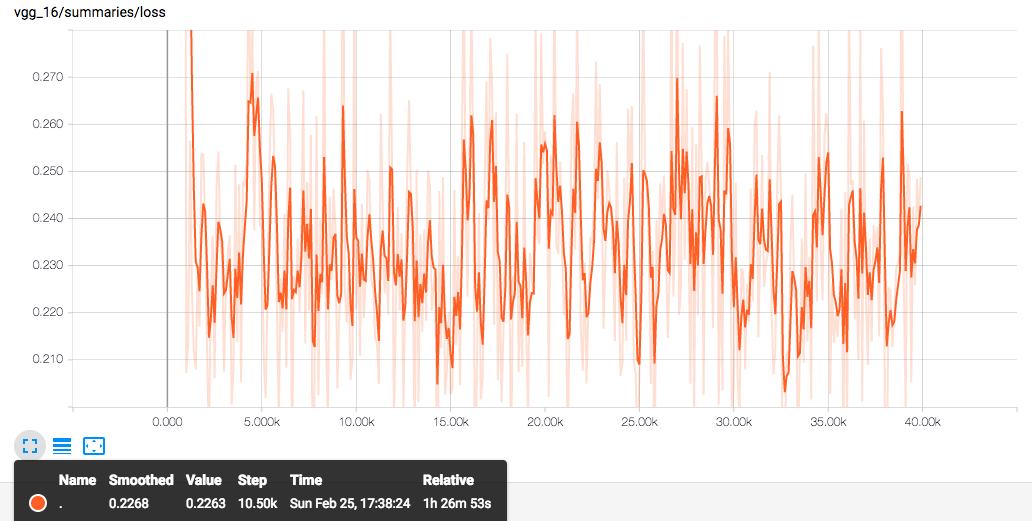 vgg_16/summaries/loss
0.270
0.260
0.250
0.240
0.230
0.220
0.210
0.000 5.000k 10.00k 15.00k 20.00k 25.00k 30.00k 35.00k 40.00k
Name Smoothed Value Step Time Relative
. 0.2268 0.2263 10.50k Sun Feb 25, 17:38:24 1h 26m 53s